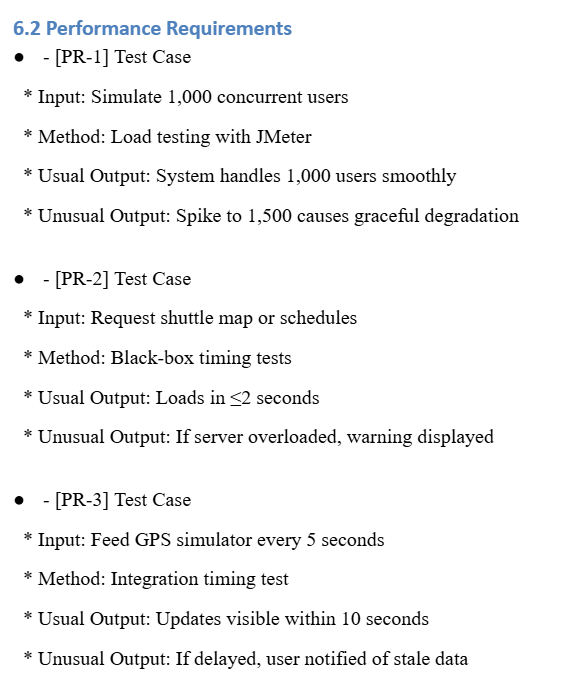 6.2 Performance Requirements
● - [PR-1] Test Case
* Input: Simulate 1,000 concurrent users
* Method: Load testing with JMeter
* Usual Output: System handles 1,000 users smoothly
* Unusual Output: Spike to 1,500 causes graceful degradation
● - [PR-2] Test Case
* Input: Request shuttle map or schedules
* Method: Black-box timing tests
* Usual Output: Loads in ≤2 seconds
* Unusual Output: If server overloaded, warning displayed
● - [PR-3] Test Case
* Input: Feed GPS simulator every 5 seconds
* Method: Integration timing test
* Usual Output: Updates visible within 10 seconds
* Unusual Output: If delayed, user notified of stale data